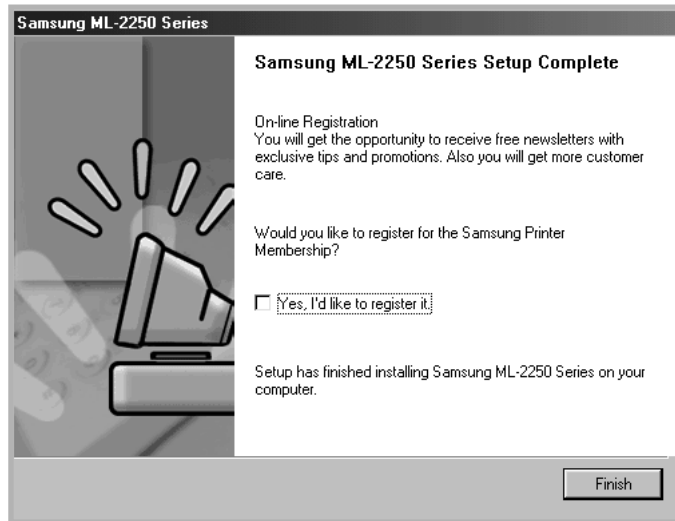 Samsung ML-2250 Series
Samsung ML-2250 Series Setup Complete
On-line Registration
You will get the opportunity to receive free newsletters with
exclusive tips and promotions. Also you will get more customer
care.
Would you like to register for the Samsung Printer
Membership?
Yes, I'd like to register it.
Setup has finished installing Samsung ML-2250 Series on your
computer.
Finish